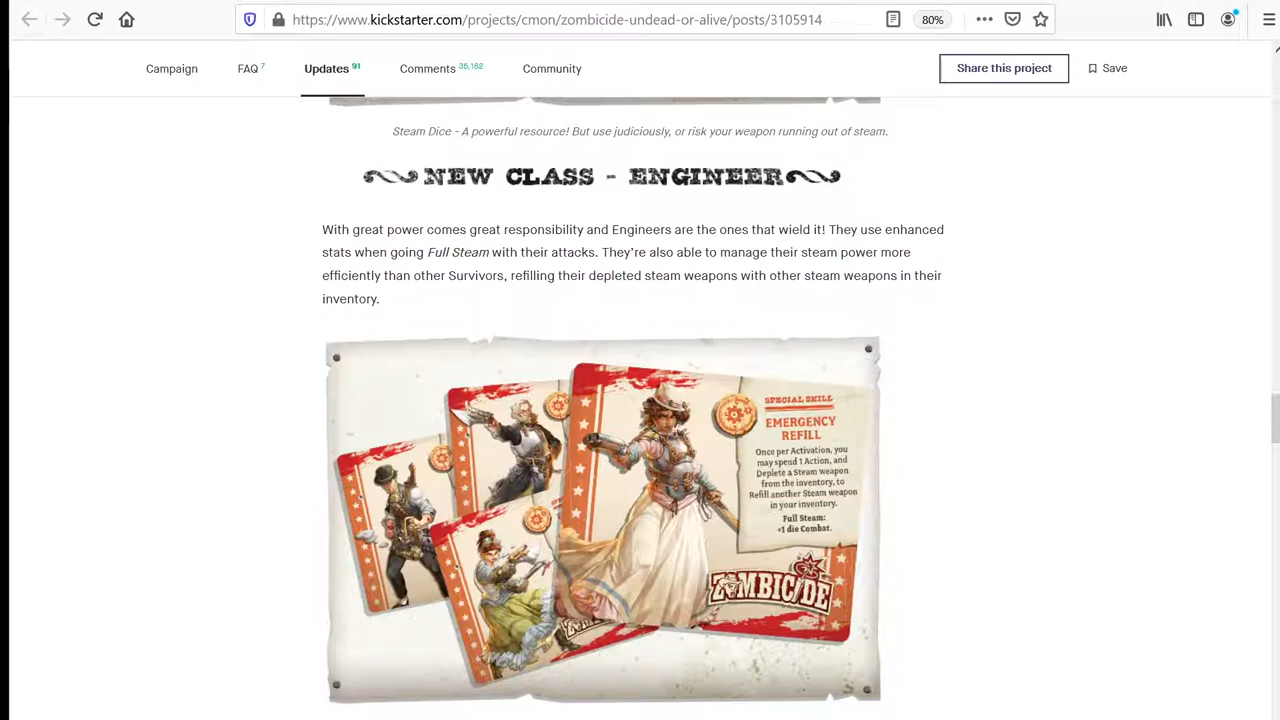 https://www.kickstarter.com/projects/cmon/zombicide-undead-or-alive/posts/3105914
80%
Campaign
FAQ 7
Updates 91
Comments 35,182
Community
Share this project
Save
Steam Dice - A powerful resource! But use judiciously, or risk your weapon running out of steam.
NEW CLASS - ENGINEER
With great power comes great responsibility and Engineers are the ones that wield it! They use enhanced
stats when going Full Steam with their attacks. They're also able to manage their steam power more
efficiently than other Survivors, refilling their depleted steam weapons with other steam weapons in their
inventory.
SPECIAL SKILL
EMERGENCY
REFILL
Once per Activation, you
may spend 1 Action, and
Deplete a Steam weapon
from the inventory, to
Refill another Steam weapon
in your inventory.
Full Steam:
+1 die Combat.
ZOMBICIDE